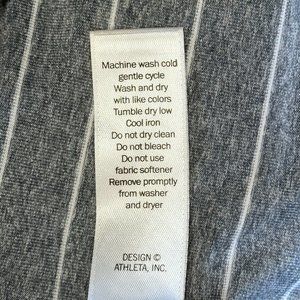 Machine wash cold
gentle cycle
Wash and dry
with like colors
Tumble dry low
Cool iron
Do not dry clean
Do not bleach
Do not use
fabric softener
Remove promptly
from washer
and dryer
DESIGN ©
ATHLETA, INC.